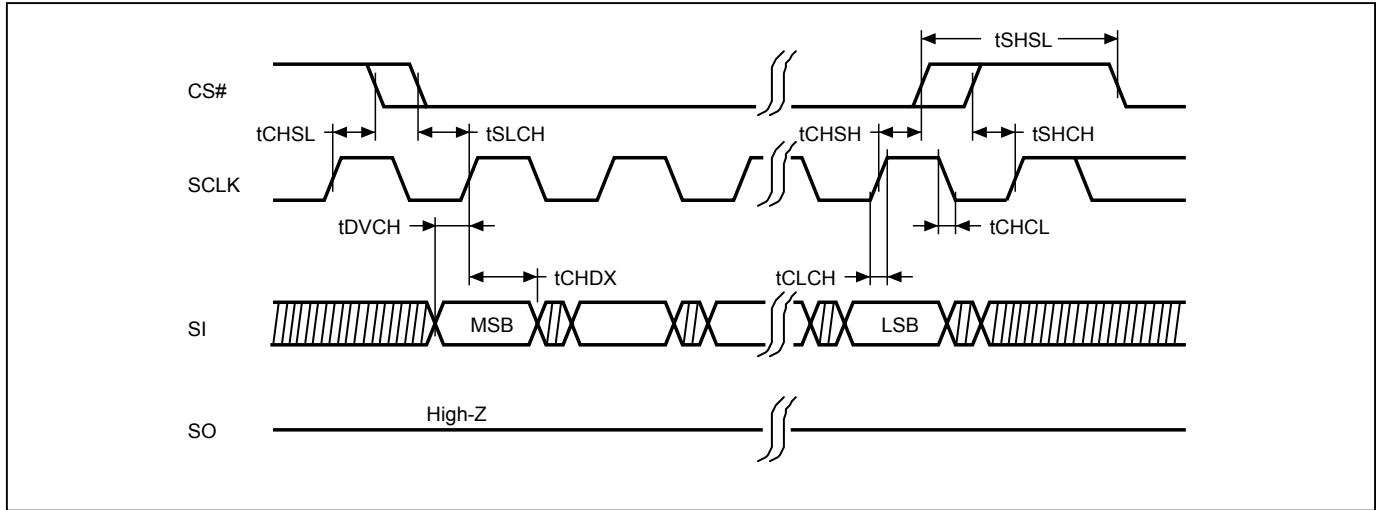 tSHSL
CS#
tCHSL
tSLCH
tCHSH
tSHCH
SCLK
tDVCH
tCHCL
tCHDX
tCLCH
SI
MSB
LSB
High-Z
SO